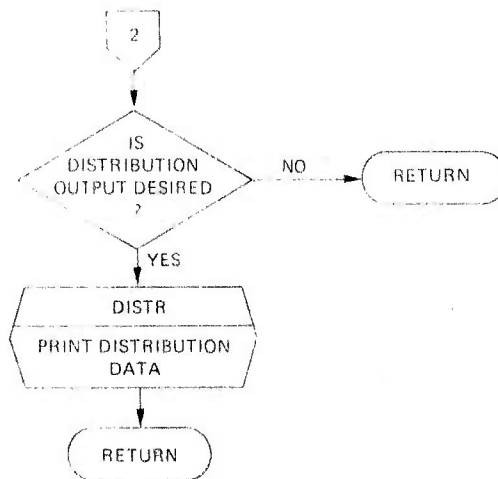 2
IS
DISTRIBUTION
OUTPUT DESIRED
?
NO
RETURN
YES
DISTR
PRINT DISTRIBUTION
DATA
RETURN